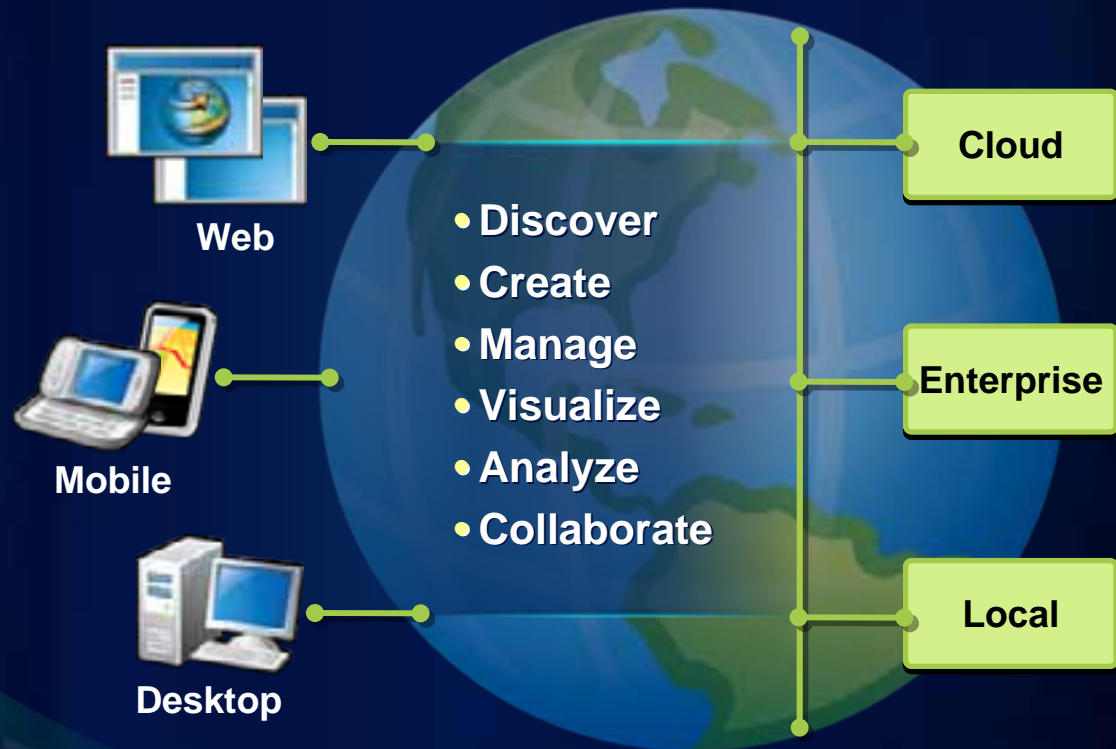 Web
Mobile
Desktop
• Discover
• Create
• Manage
• Visualize
• Analyze
• Collaborate
Cloud
Enterprise
Local